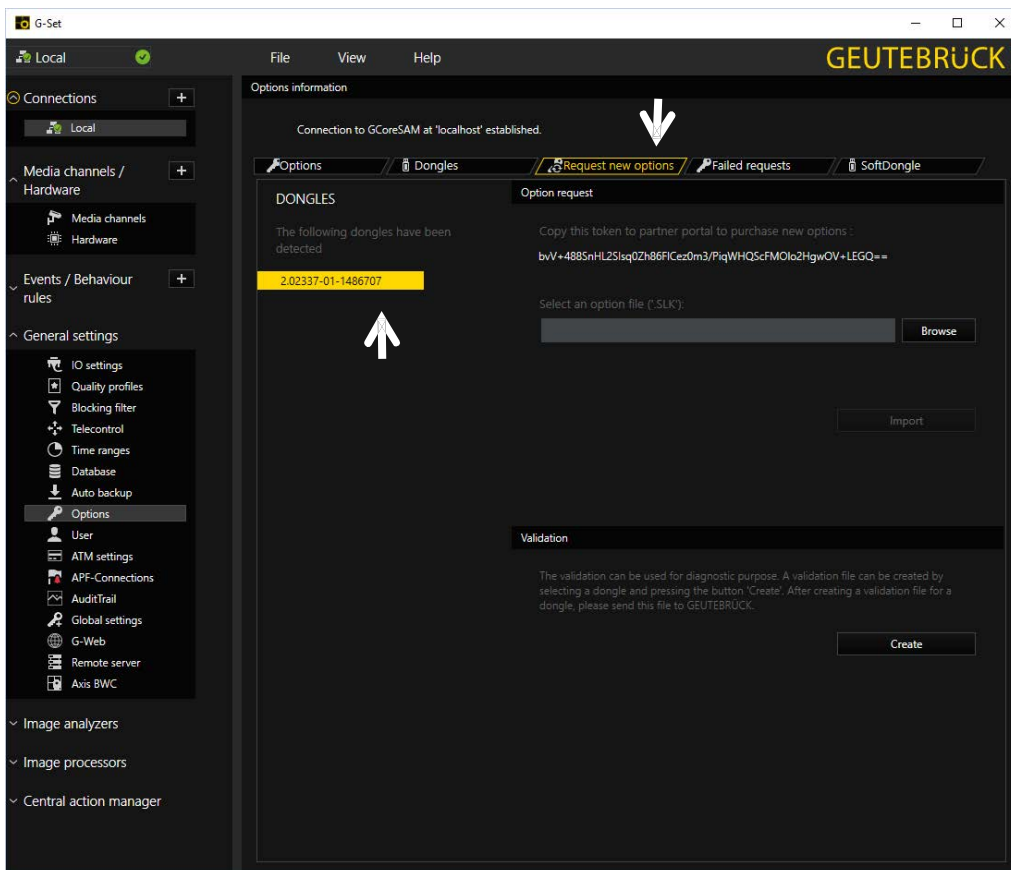 G-Set
Local
File View Help
GEUTEBRÜCK
Connections +
Local
Media channels / Hardware +
Media channels
Hardware
Events / Behaviour rules +
General settings
IO settings
Quality profiles
Blocking filter
Telecontrol
Time ranges
Database
Auto backup
Options
User
ATM settings
APF-Connections
AuditTrail
Global settings
G-Web
Remote server
Axis BWC
Image analyzers
Image processors
Central action manager
Options information
Connection to GCoreSAM at 'localhost' established.
Options Dongles Request new options Failed requests SoftDongle
DONGLES
The following dongles have been
detected
2.02337-01-1486707
Option request
Copy this token to partner portal to purchase new options :
bvV+488SnHL2SIsq0Zh86FlCez0m3/PiqWHQScFMOIo2HgwOV+LEGQ==
Select an option file ('.SLK'):
Browse
Import
Validation
The validation can be used for diagnostic purpose. A validation file can be created by
selecting a dongle and pressing the button 'Create'. After creating a validation file for a
dongle, please send this file to GEUTEBRÜCK.
Create